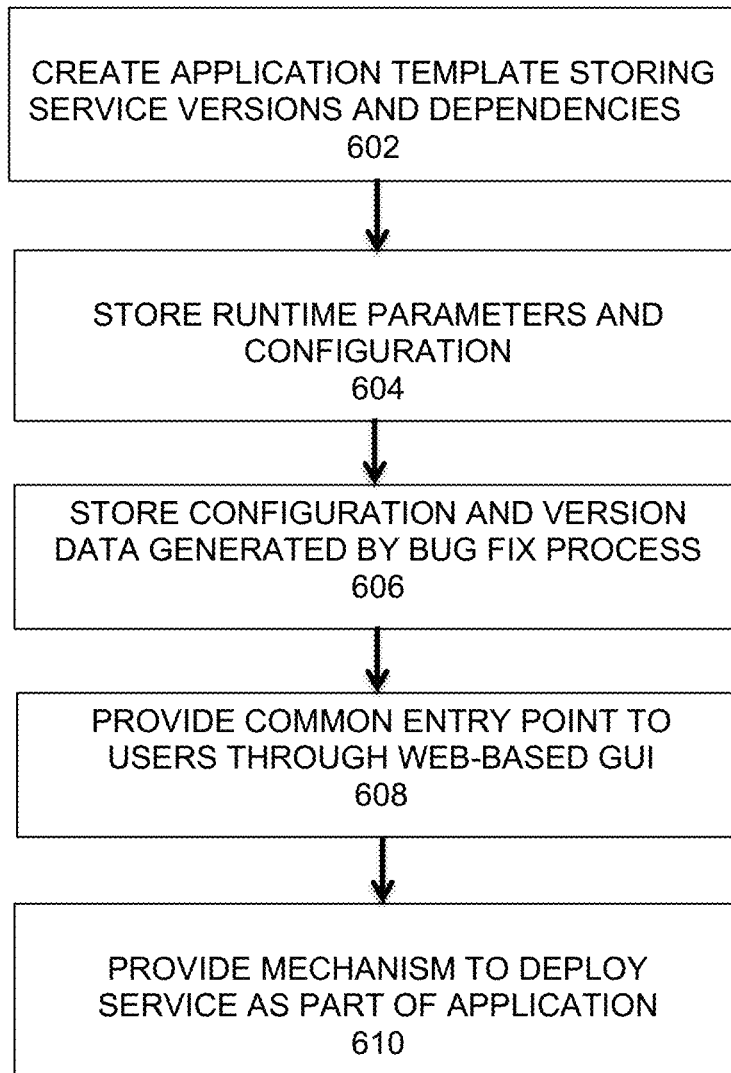 CREATE APPLICATION TEMPLATE STORING
SERVICE VERSIONS AND DEPENDENCIES
602
STORE RUNTIME PARAMETERS AND
CONFIGURATION
604
STORE CONFIGURATION AND VERSION
DATA GENERATED BY BUG FIX PROCESS
606
PROVIDE COMMON ENTRY POINT TO
USERS THROUGH WEB-BASED GUI
608
PROVIDE MECHANISM TO DEPLOY
SERVICE AS PART OF APPLICATION
610